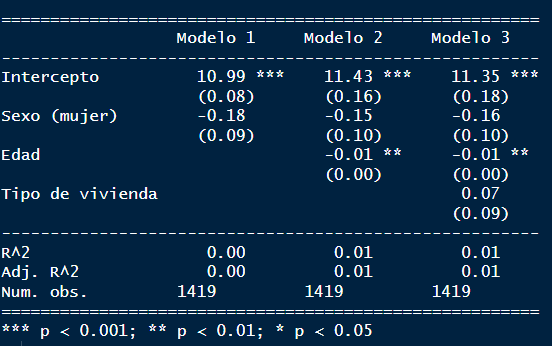 =======================================================
Modelo 1 Modelo 2 Modelo 3
-------------------------------------------------------
Intercepto 10.99 *** 11.43 *** 11.35 ***
(0.08) (0.16) (0.18)
Sexo (mujer) -0.18 -0.15 -0.16
(0.09) (0.10) (0.10)
Edad -0.01 ** -0.01 **
(0.00) (0.00)
Tipo de vivienda 0.07
(0.09)
-------------------------------------------------------
R^2 0.00 0.01 0.01
Adj. R^2 0.00 0.01 0.01
Num. obs. 1419 1419 1419
=======================================================
*** p < 0.001; ** p < 0.01; * p < 0.05